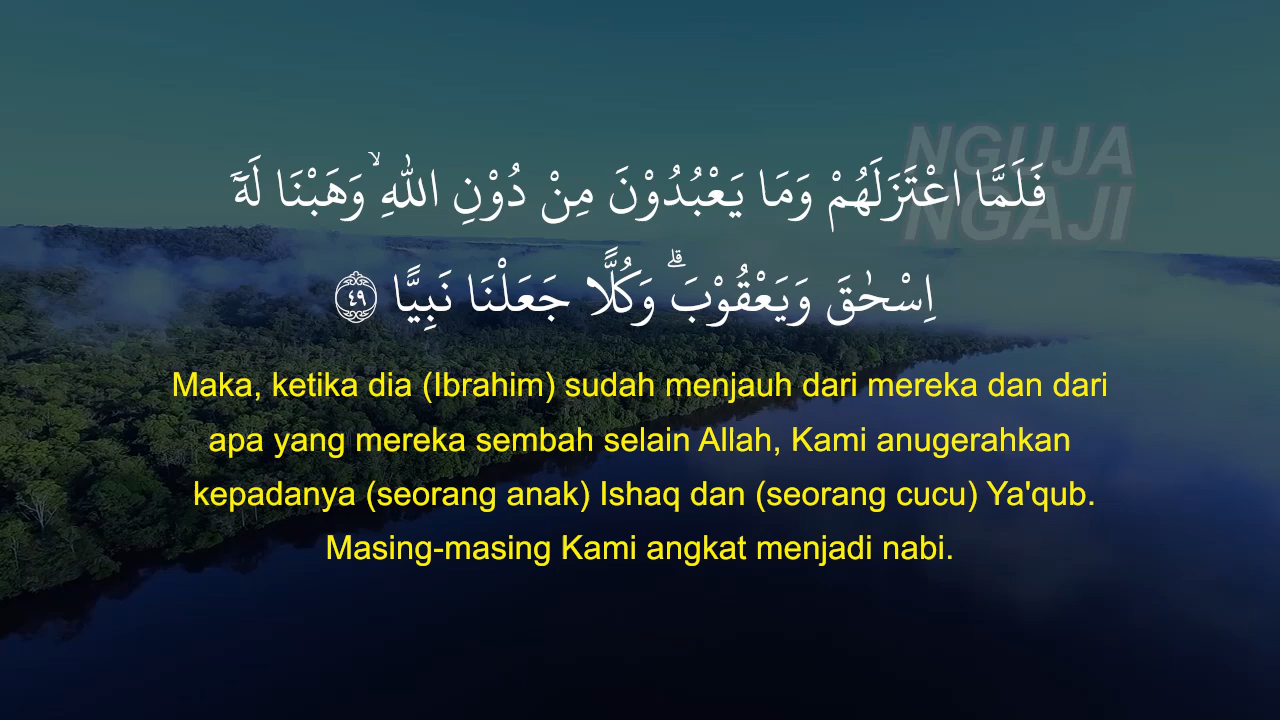 NGUJA
NGAJI
فَلَمَّا اعْتَزَلَهُمْ وَمَا يَعْبُدُوْنَ مِنْ دُوْنِ اللّٰهِ ۙوَهَبْنَا لَهٗٓ
اِسْحٰقَ وَيَعْقُوْبَۗ وَكُلًّا جَعَلْنَا نَبِيًّا ٤٩
Maka, ketika dia (Ibrahim) sudah menjauh dari mereka dan dari
apa yang mereka sembah selain Allah, Kami anugerahkan
kepadanya (seorang anak) Ishaq dan (seorang cucu) Ya'qub.
Masing-masing Kami angkat menjadi nabi.